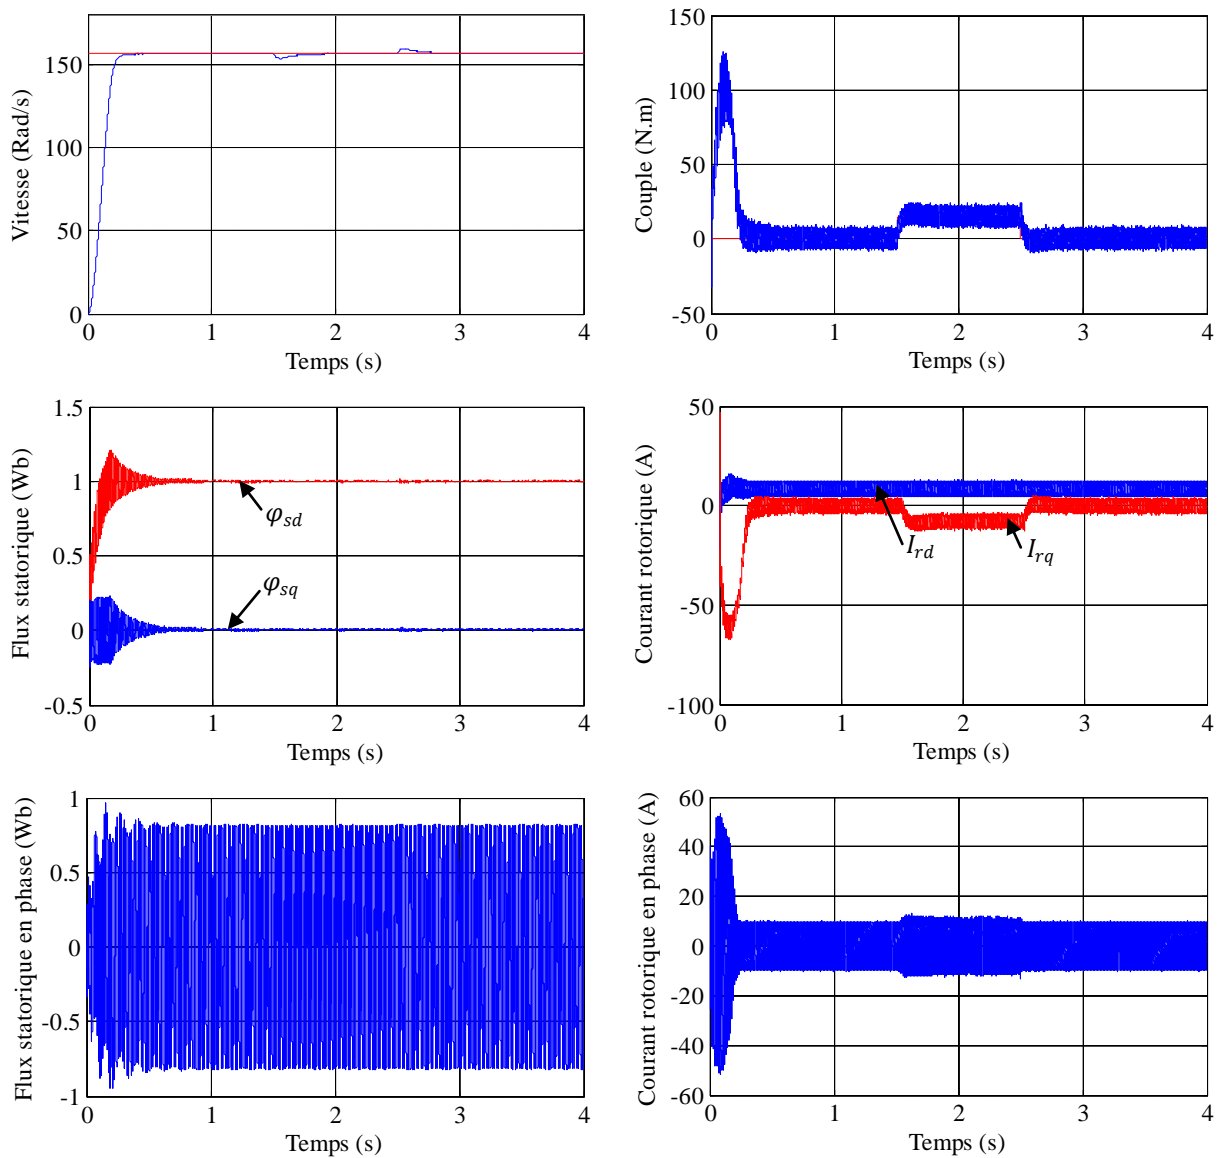 Vitesse (Rad/s)
150
100
50
0
0 1 2 3 4
Temps (s)
Couple (N.m)
150
100
50
0
-50
0 1 2 3 4
Temps (s)
Flux statorique (Wb)
1.5
1
0.5
0
-0.5
φsd
φsq
0 1 2 3 4
Temps (s)
Courant rotorique (A)
50
0
-50
-100
Ird
Irq
0 1 2 3 4
Temps (s)
Flux statorique en phase (Wb)
1
0.5
0
-0.5
-1
0 1 2 3 4
Temps (s)
Courant rotorique en phase (A)
60
40
20
0
-20
-40
-60
0 1 2 3 4
Temps (s)